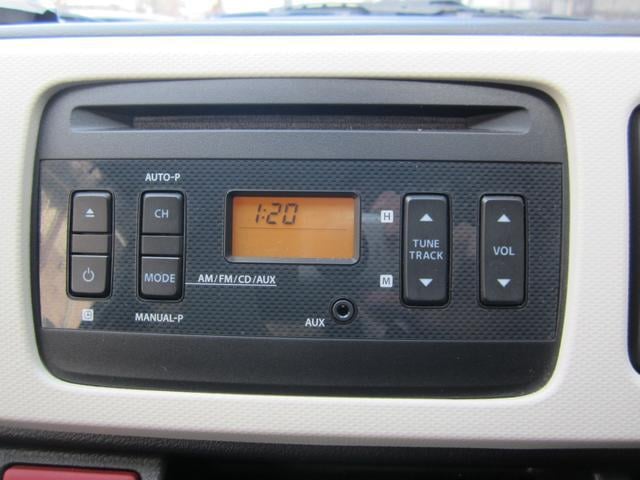 AUTO-P
CH
MODE
AM/FM/CD/AUX
C
MANUAL-P
1:20
AUX
H
M
TUNE
TRACK
VOL